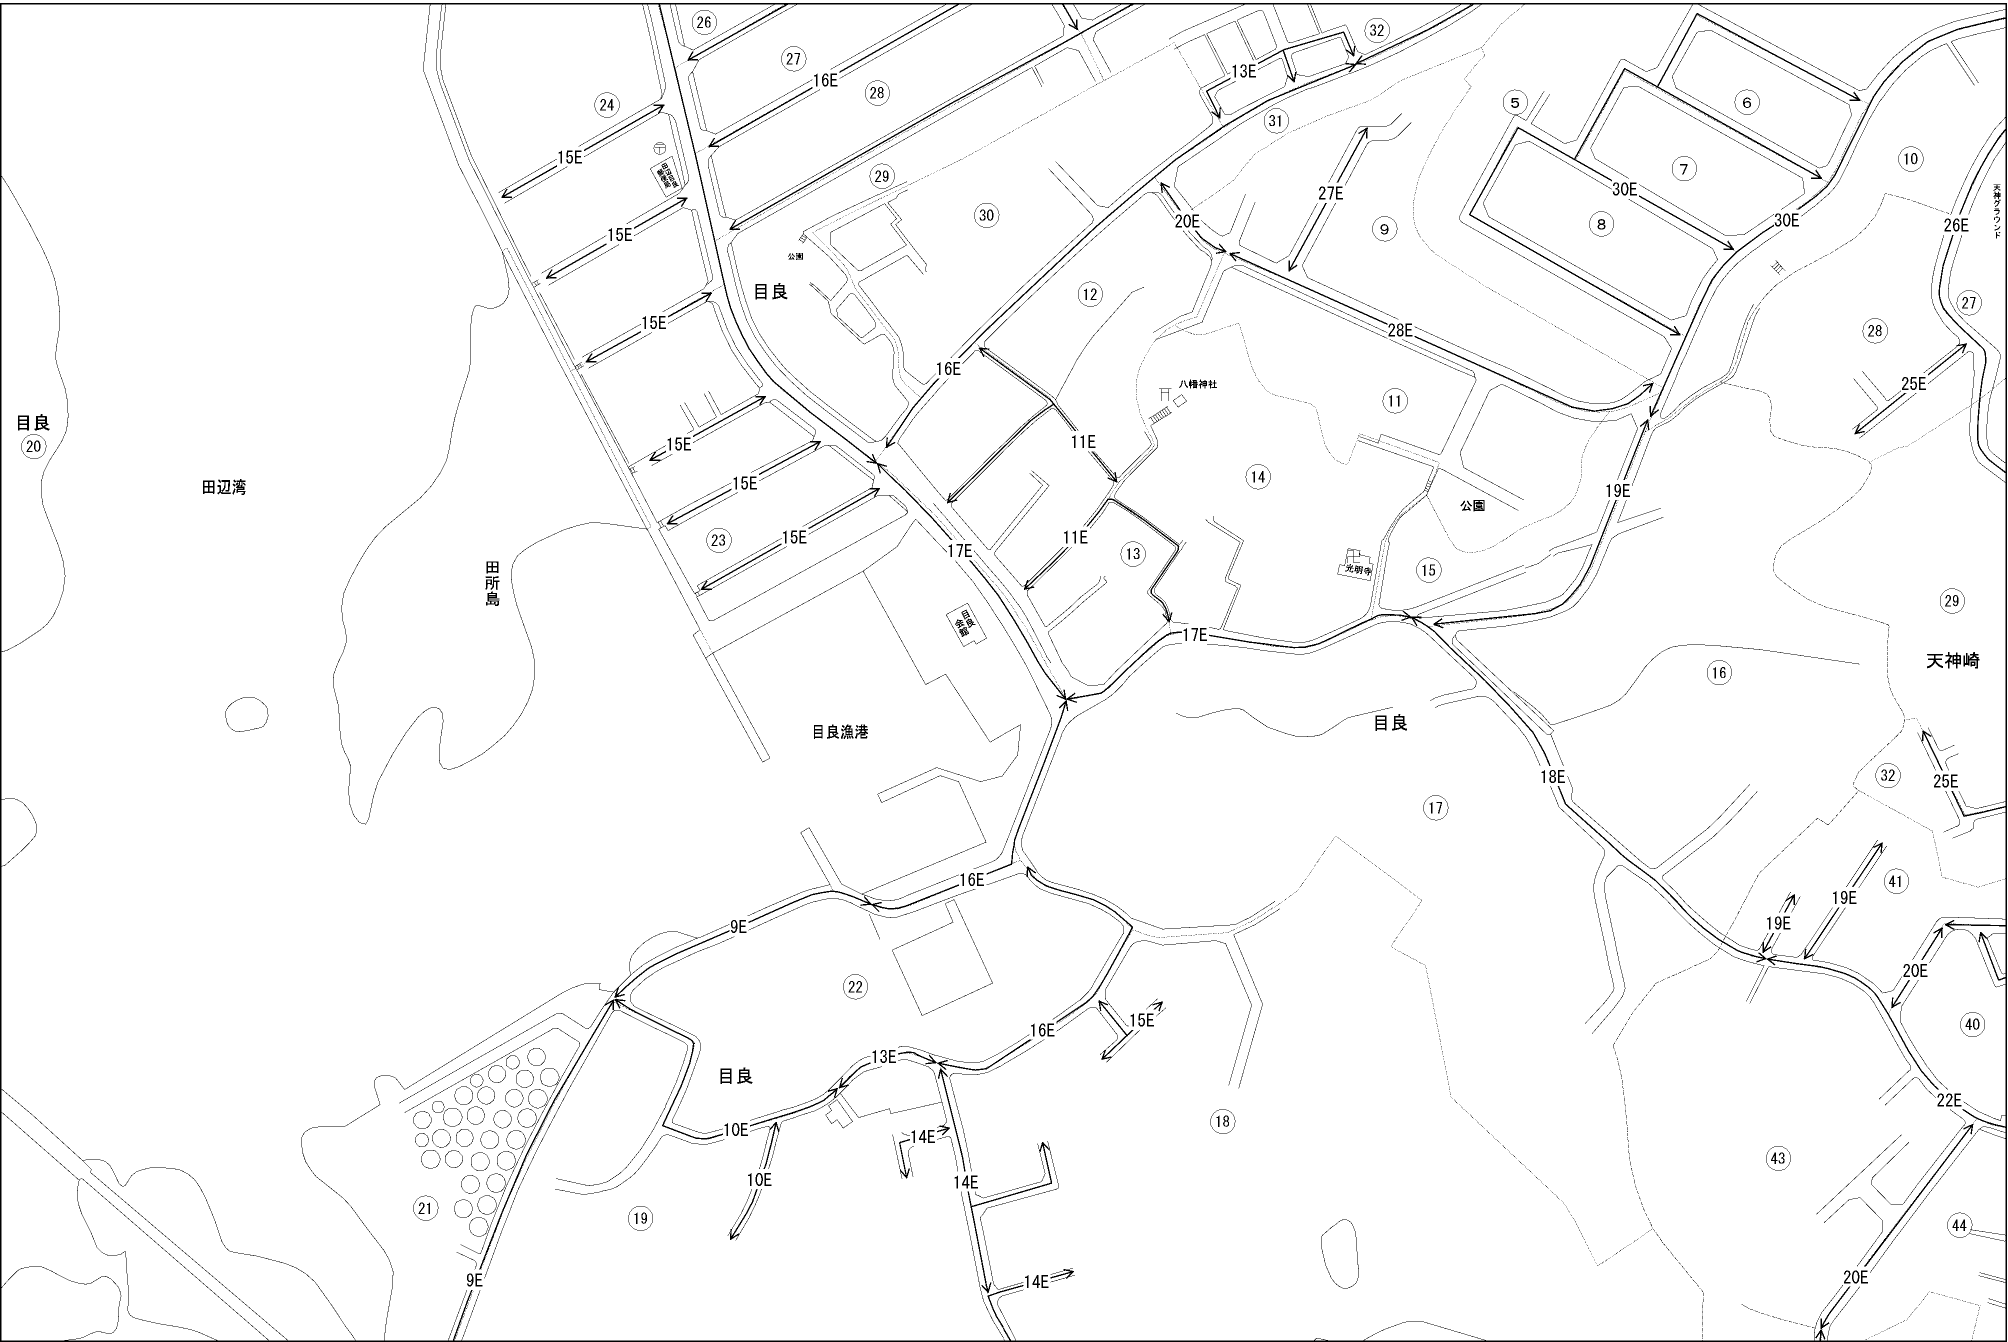 26
32
27
16E
13E
28
24
5
6
31
15E
〒
10
29
7
27E
30E
天神グラウンド
30
20E
9
8
30E
26E
15E
公園
目良
12
27
15E
28E
28
16E
八幡神社
25E
11
目良
20
15E
11E
田辺湾
15E
14
19E
公園
23
15E
17E
11E
13
田所島
光明寺
15
29
目良会館
17E
天神崎
16
目良漁港
目良
18E
32
25E
17
16E
41
19E
19E
9E
20E
22
15E
16E
40
13E
目良
22E
10E
14E
18
43
10E
14E
21
19
44
9E
14E
20E